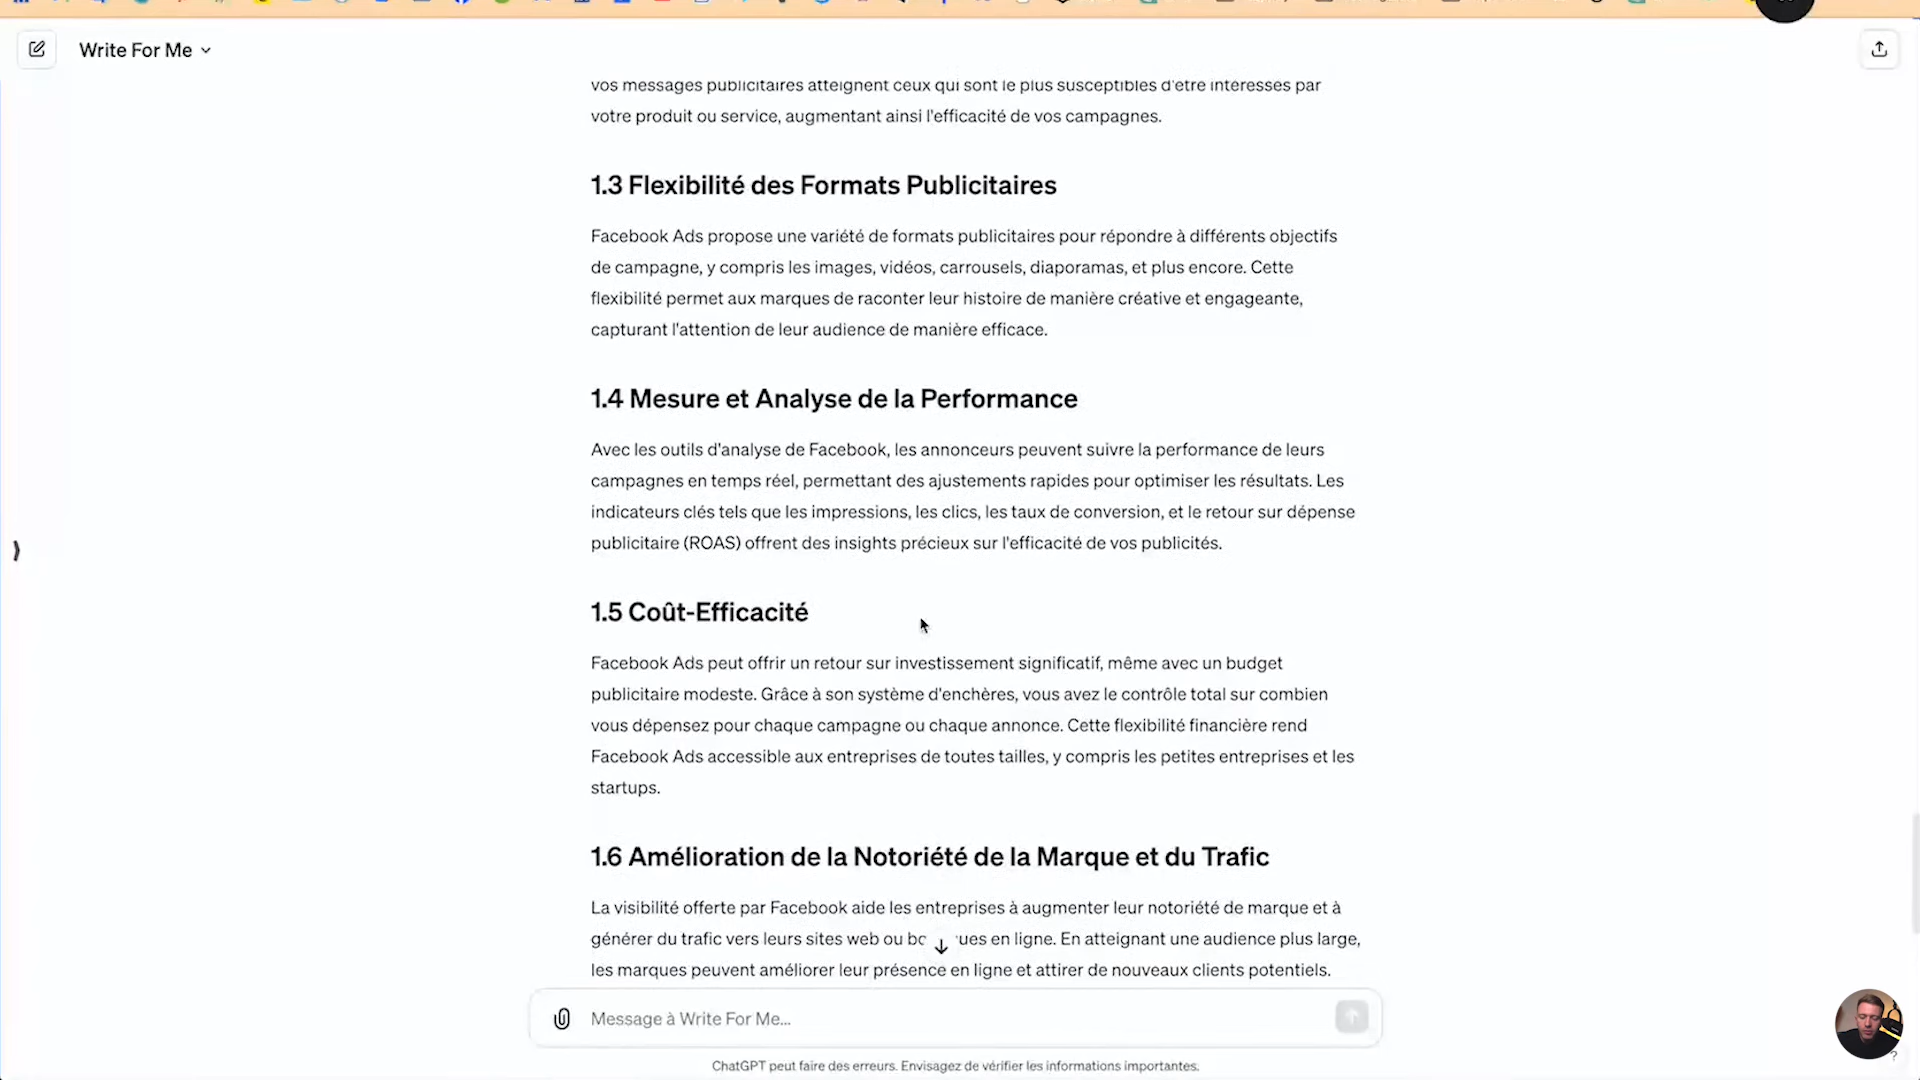 Write For Me
vos messages publicitaires atteignent ceux qui sont le plus susceptibles d'être intéressés par
votre produit ou service, augmentant ainsi l'efficacité de vos campagnes.
1.3 Flexibilité des Formats Publicitaires
Facebook Ads propose une variété de formats publicitaires pour répondre à différents objectifs
de campagne, y compris les images, vidéos, carrousels, diaporamas, et plus encore. Cette
flexibilité permet aux marques de raconter leur histoire de manière créative et engageante,
capturant l'attention de leur audience de manière efficace.
1.4 Mesure et Analyse de la Performance
Avec les outils d'analyse de Facebook, les annonceurs peuvent suivre la performance de leurs
campagnes en temps réel, permettant des ajustements rapides pour optimiser les résultats. Les
indicateurs clés tels que les impressions, les clics, les taux de conversion, et le retour sur dépense
publicitaire (ROAS) offrent des insights précieux sur l'efficacité de vos publicités.
1.5 Coût-Efficacité
Facebook Ads peut offrir un retour sur investissement significatif, même avec un budget
publicitaire modeste. Grâce à son système d'enchères, vous avez le contrôle total sur combien
vous dépensez pour chaque campagne ou chaque annonce. Cette flexibilité financière rend
Facebook Ads accessible aux entreprises de toutes tailles, y compris les petites entreprises et les
startups.
1.6 Amélioration de la Notoriété de la Marque et du Trafic
La visibilité offerte par Facebook aide les entreprises à augmenter leur notoriété de marque et à
générer du trafic vers leurs sites web ou en ligne. En atteignant une audience plus large,
les marques peuvent améliorer leur présence en ligne et attirer de nouveaux clients potentiels.
Message à Write For Me...
ChatGPT peut faire des erreurs. Envisagez de vérifier les informations importantes.
?